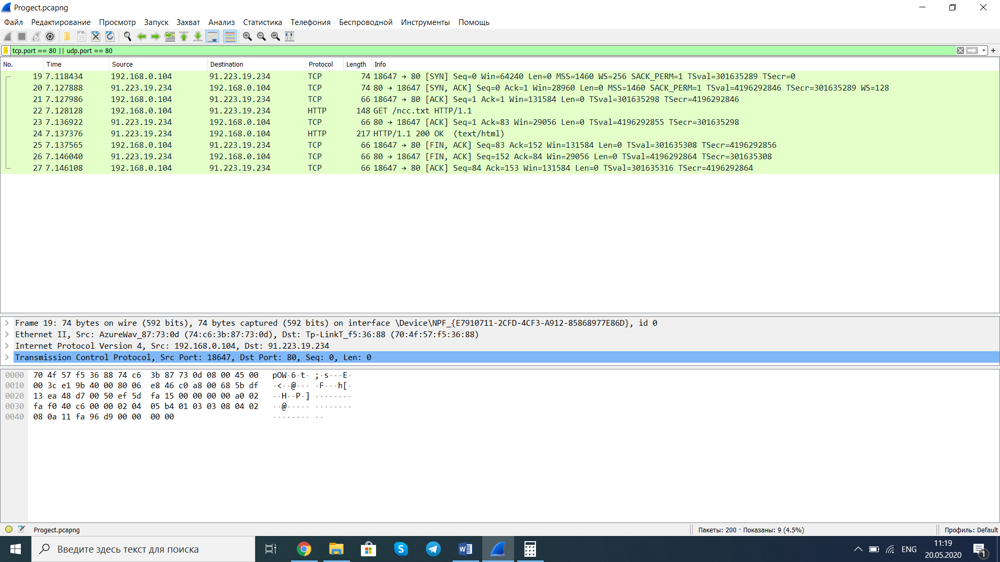 Progect.pcapng
Файл Редактирование Просмотр Запуск Захват Анализ Статистика Телефония Беспроводной Инструменты Помощь
tcp.port == 80 || udp.port == 80
No. Time Source Destination Protocol Length Info
19 7.118434 192.168.0.104 91.223.19.234 TCP 74 18647 → 80 [SYN] Seq=0 Win=64240 Len=0 MSS=1460 WS=256 SACK_PERM=1 TSval=301635289 TSecr=0
20 7.127888 91.223.19.234 192.168.0.104 TCP 74 80 → 18647 [SYN, ACK] Seq=0 Ack=1 Win=28960 Len=0 MSS=1460 SACK_PERM=1 TSval=4196292846 TSecr=301635289 WS=128
21 7.127986 192.168.0.104 91.223.19.234 TCP 66 18647 → 80 [ACK] Seq=1 Ack=1 Win=131584 Len=0 TSval=301635298 TSecr=4196292846
22 7.128128 192.168.0.104 91.223.19.234 HTTP 148 GET /ncc.txt HTTP/1.1
23 7.136922 91.223.19.234 192.168.0.104 TCP 66 80 → 18647 [ACK] Seq=1 Ack=83 Win=29056 Len=0 TSval=4196292855 TSecr=301635298
24 7.137376 91.223.19.234 192.168.0.104 HTTP 217 HTTP/1.1 200 OK (text/html)
25 7.137565 192.168.0.104 91.223.19.234 TCP 66 18647 → 80 [FIN, ACK] Seq=83 Ack=152 Win=131584 Len=0 TSval=301635308 TSecr=4196292856
26 7.146040 91.223.19.234 192.168.0.104 TCP 66 80 → 18647 [FIN, ACK] Seq=152 Ack=84 Win=29056 Len=0 TSval=4196292864 TSecr=301635308
27 7.146108 192.168.0.104 91.223.19.234 TCP 66 18647 → 80 [ACK] Seq=84 Ack=153 Win=131584 Len=0 TSval=301635316 TSecr=4196292864
Frame 19: 74 bytes on wire (592 bits), 74 bytes captured (592 bits) on interface \Device\NPF_{E7910711-2CFD-4CF3-A912-85868977E86D}, id 0
Ethernet II, Src: AzureWav_87:73:0d (74:c6:3b:87:73:0d), Dst: Tp-LinkT_f5:36:88 (70:4f:57:f5:36:88)
Internet Protocol Version 4, Src: 192.168.0.104, Dst: 91.223.19.234
Transmission Control Protocol, Src Port: 18647, Dst Port: 80, Seq: 0, Len: 0
0000 70 4f 57 f5 36 88 74 c6 3b 87 73 0d 08 00 45 00 pOW·6·t· ;·s···E·
0010 00 3c e1 9b 40 00 80 06 e8 46 c0 a8 00 68 5b df ·<··@··· ·F···h[·
0020 13 ea 48 d7 00 50 ef 5d fa 15 00 00 00 00 a0 02 ··H··P·] ········
0030 fa f0 40 c6 00 00 02 04 05 b4 01 03 03 08 04 02 ··@····· ········
0040 08 0a 11 fa 96 d9 00 00 00 00 ········ ··
Progect.pcapng Пакеты: 200 · Показаны: 9 (4.5%) Профиль: Default
Введите здесь текст для поиска
ENG
11:19
20.05.2020
1